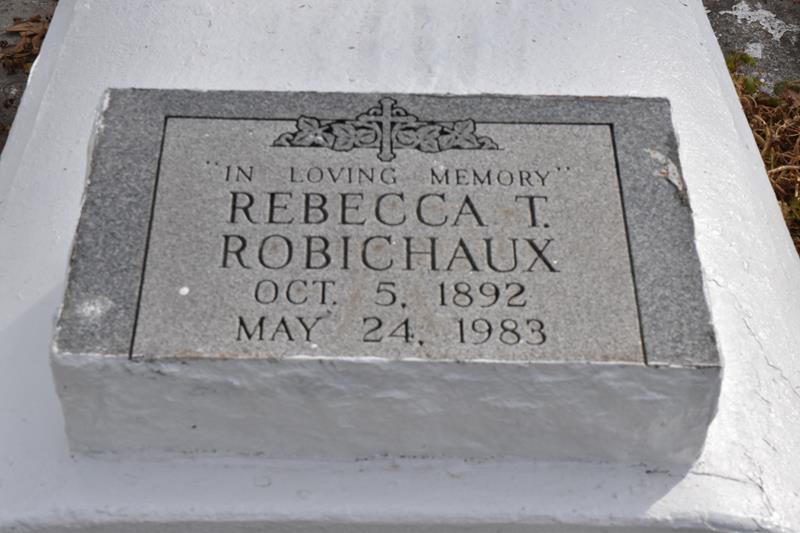 "IN LOVING MEMORY"
REBECCA T.
ROBICHAUX
OCT. 5, 1892
MAY 24, 1983